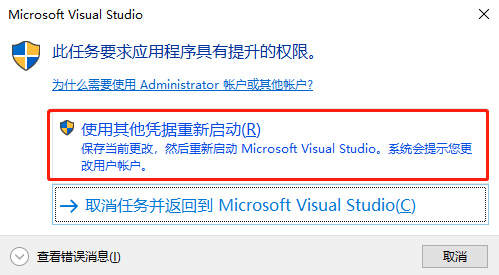 Microsoft Visual Studio
此任务要求应用程序具有提升的权限。
为什么需要使用 Administrator 帐户或其他帐户?
使用其他凭据重新启动(R)
保存当前更改，然后重新启动 Microsoft Visual Studio。系统会提示您更
改用户帐户。
取消任务并返回到 Microsoft Visual Studio(C)
查看错误消息(I)
取消